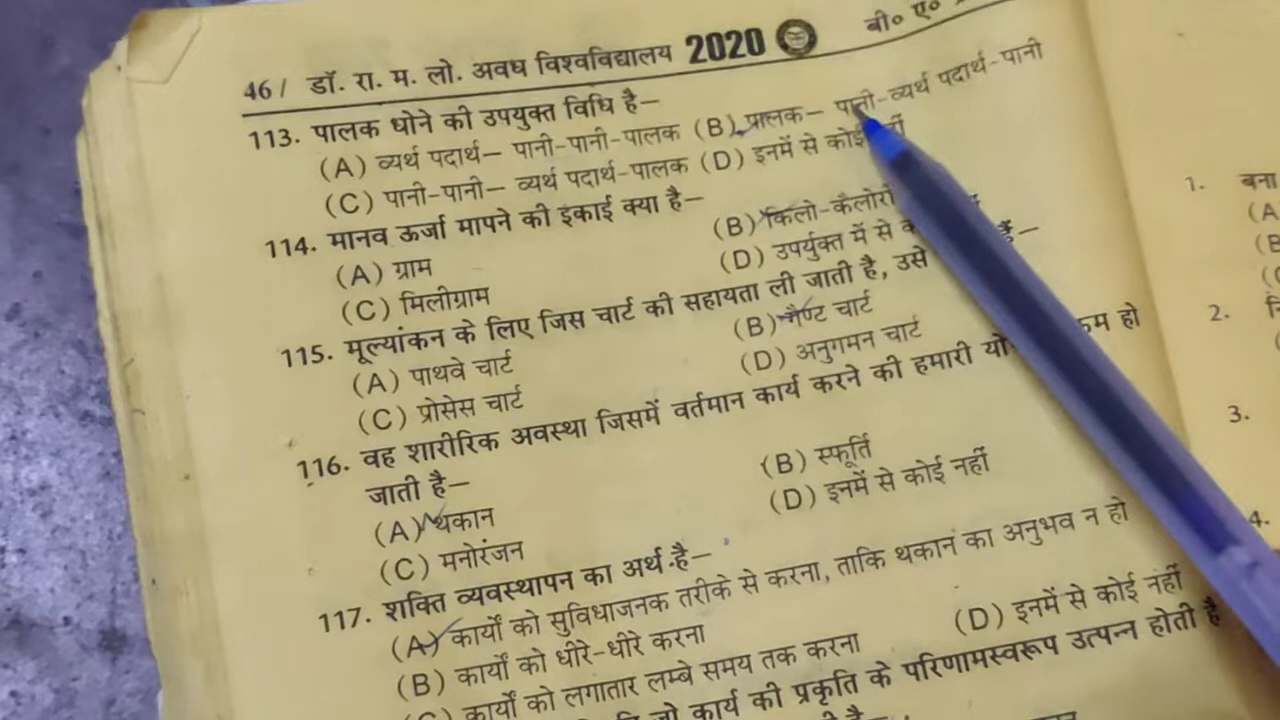 46 / डॉ. रा. म. लो. अवध विश्वविद्यालय 2020 बी० ए०
113. पालक धोने की उपयुक्त विधि है–
(A) व्यर्थ पदार्थ– पानी-पानी-पालक (B) पालक– पानी-व्यर्थ पदार्थ-पानी
(C) पानी-पानी– व्यर्थ पदार्थ-पालक (D) इनमें से कोई
114. मानव ऊर्जा मापने की इकाई क्या है–
(A) ग्राम (B) किलो-कैलोरी
(C) मिलीग्राम (D) उपर्युक्त में से
115. मूल्यांकन के लिए जिस चार्ट की सहायता ली जाती है, उसे हैं–
(A) पाथवे चार्ट (B) गैण्ट चार्ट
(C) प्रोसेस चार्ट (D) अनुगमन चार्ट
116. वह शारीरिक अवस्था जिसमें वर्तमान कार्य करने की हमारी कम हो
जाती है–
(A) थकान (B) स्फूर्ति
(C) मनोरंजन (D) इनमें से कोई नहीं
117. शक्ति व्यवस्थापन का अर्थ है–
(A) कार्यों को सुविधाजनक तरीके से करना, ताकि थकान का अनुभव न हो
(B) कार्यों को धीरे-धीरे करना
(C) कार्यों को लगातार लम्बे समय तक करना (D) इनमें से कोई नहीं
जो कार्य की प्रकृति के परिणामस्वरूप उत्पन्न होती है
1. बना
(A
(B
(C
2.
3.
4.